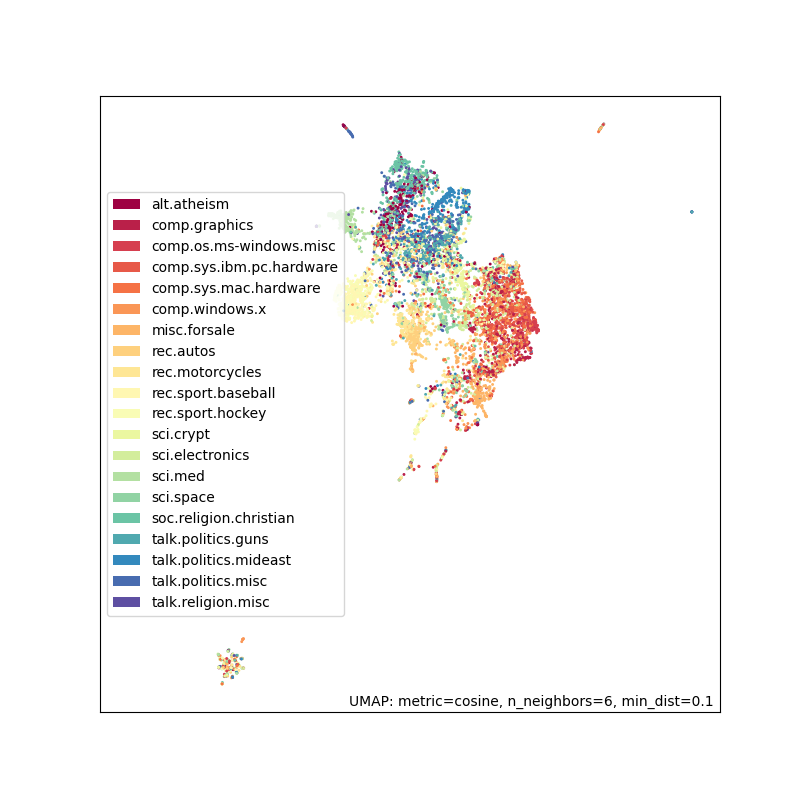 alt.atheism
comp.graphics
comp.os.ms-windows.misc
comp.sys.ibm.pc.hardware
comp.sys.mac.hardware
comp.windows.x
misc.forsale
rec.autos
rec.motorcycles
rec.sport.baseball
rec.sport.hockey
sci.crypt
sci.electronics
sci.med
sci.space
soc.religion.christian
talk.politics.guns
talk.politics.mideast
talk.politics.misc
talk.religion.misc
UMAP: metric=cosine, n_neighbors=6, min_dist=0.1